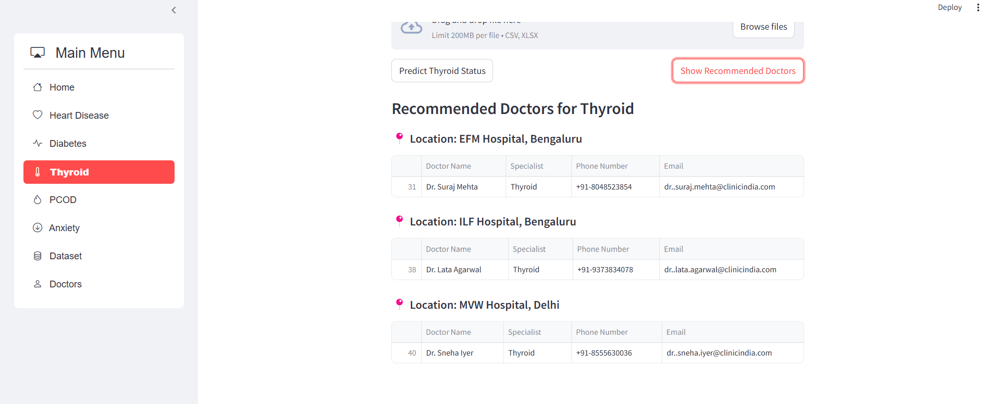 Deploy
Main Menu
Home
Heart Disease
Diabetes
Thyroid
PCOD
Anxiety
Dataset
Doctors
Drag and drop file here
Limit 200MB per file • CSV, XLSX
Browse files
Predict Thyroid Status
Show Recommended Doctors
Recommended Doctors for Thyroid
Location: EFM Hospital, Bengaluru
Doctor Name Specialist Phone Number Email
31 Dr. Suraj Mehta Thyroid +91-8048523854 dr..suraj.mehta@clinicindia.com
Location: ILF Hospital, Bengaluru
Doctor Name Specialist Phone Number Email
38 Dr. Lata Agarwal Thyroid +91-9373834078 dr..lata.agarwal@clinicindia.com
Location: MVW Hospital, Delhi
Doctor Name Specialist Phone Number Email
40 Dr. Sneha Iyer Thyroid +91-8555630036 dr..sneha.iyer@clinicindia.com